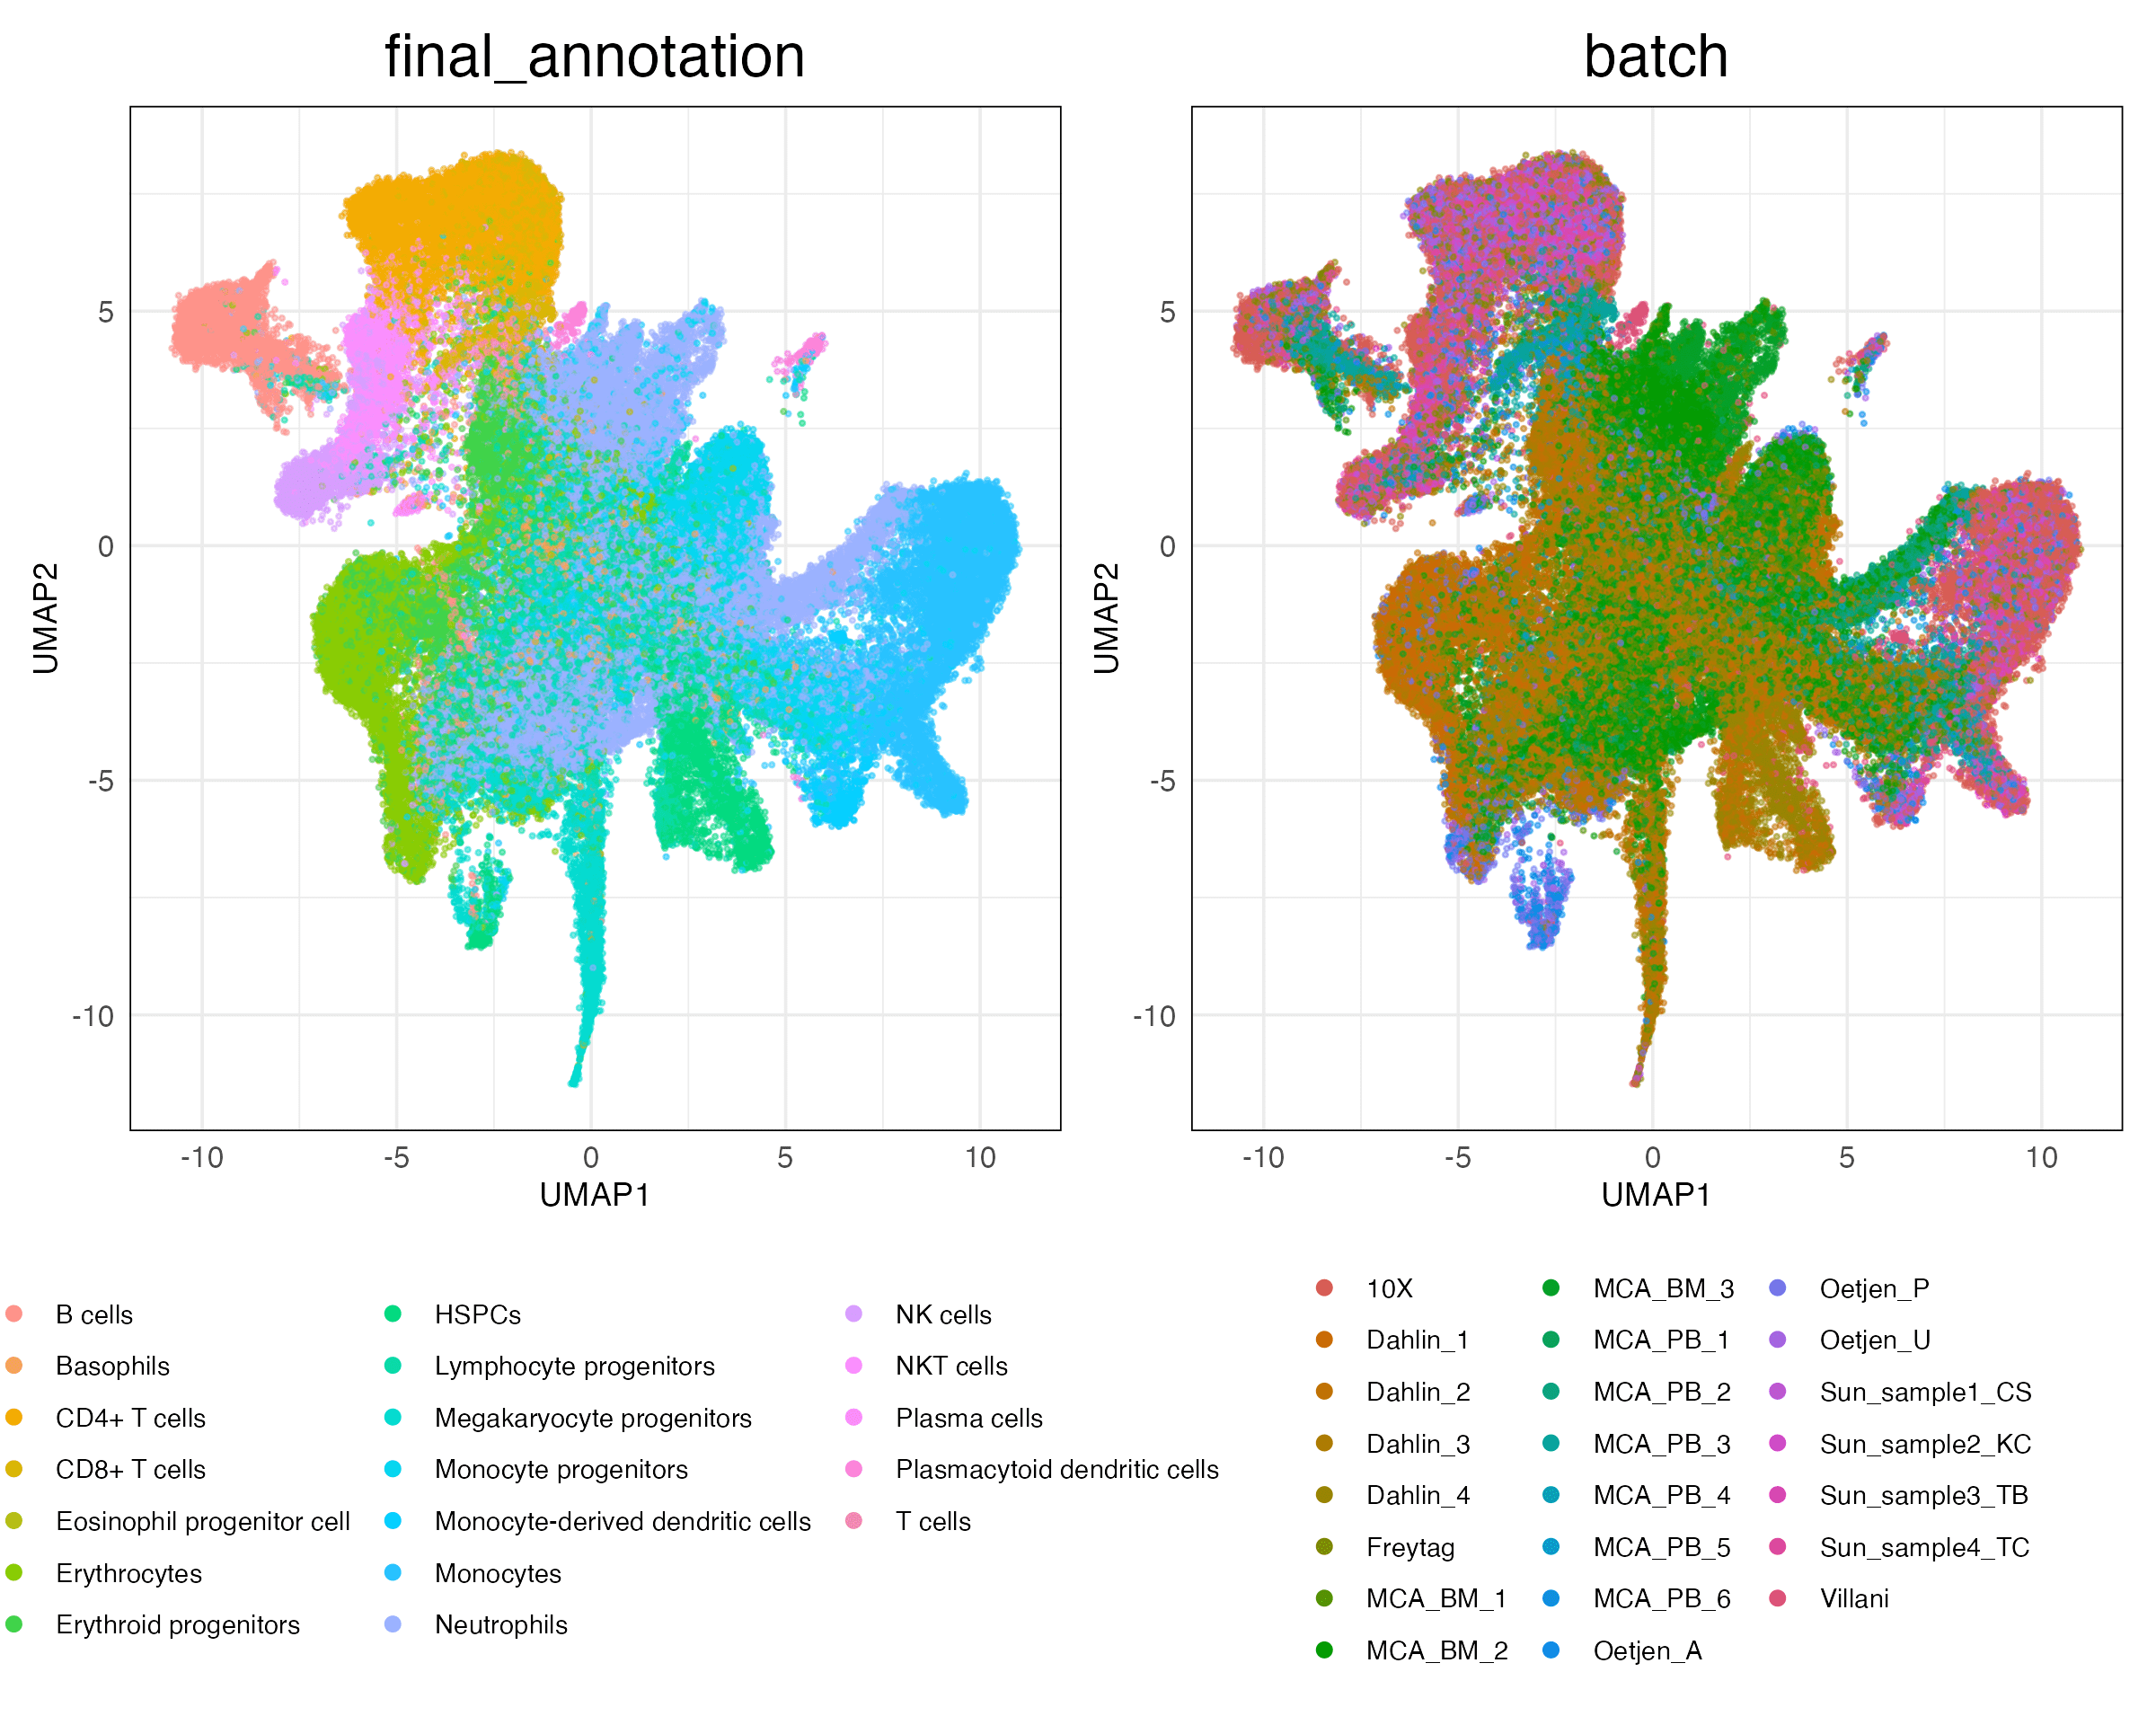 final_annotation
batch
UMAP2
5
0
-5
-10
-10
-5
0
5
10
UMAP1
UMAP2
5
0
-5
-10
-10
-5
0
5
10
UMAP1
B cells
Basophils
CD4+ T cells
CD8+ T cells
Eosinophil progenitor cell
Erythrocytes
Erythroid progenitors
HSPCs
Lymphocyte progenitors
Megakaryocyte progenitors
Monocyte progenitors
Monocyte-derived dendritic cells
Monocytes
Neutrophils
NK cells
NKT cells
Plasma cells
Plasmacytoid dendritic cells
T cells
10X
Dahlin_1
Dahlin_2
Dahlin_3
Dahlin_4
Freytag
MCA_BM_1
MCA_BM_2
MCA_BM_3
MCA_PB_1
MCA_PB_2
MCA_PB_3
MCA_PB_4
MCA_PB_5
MCA_PB_6
Oetjen_A
Oetjen_P
Oetjen_U
Sun_sample1_CS
Sun_sample2_KC
Sun_sample3_TB
Sun_sample4_TC
Villani